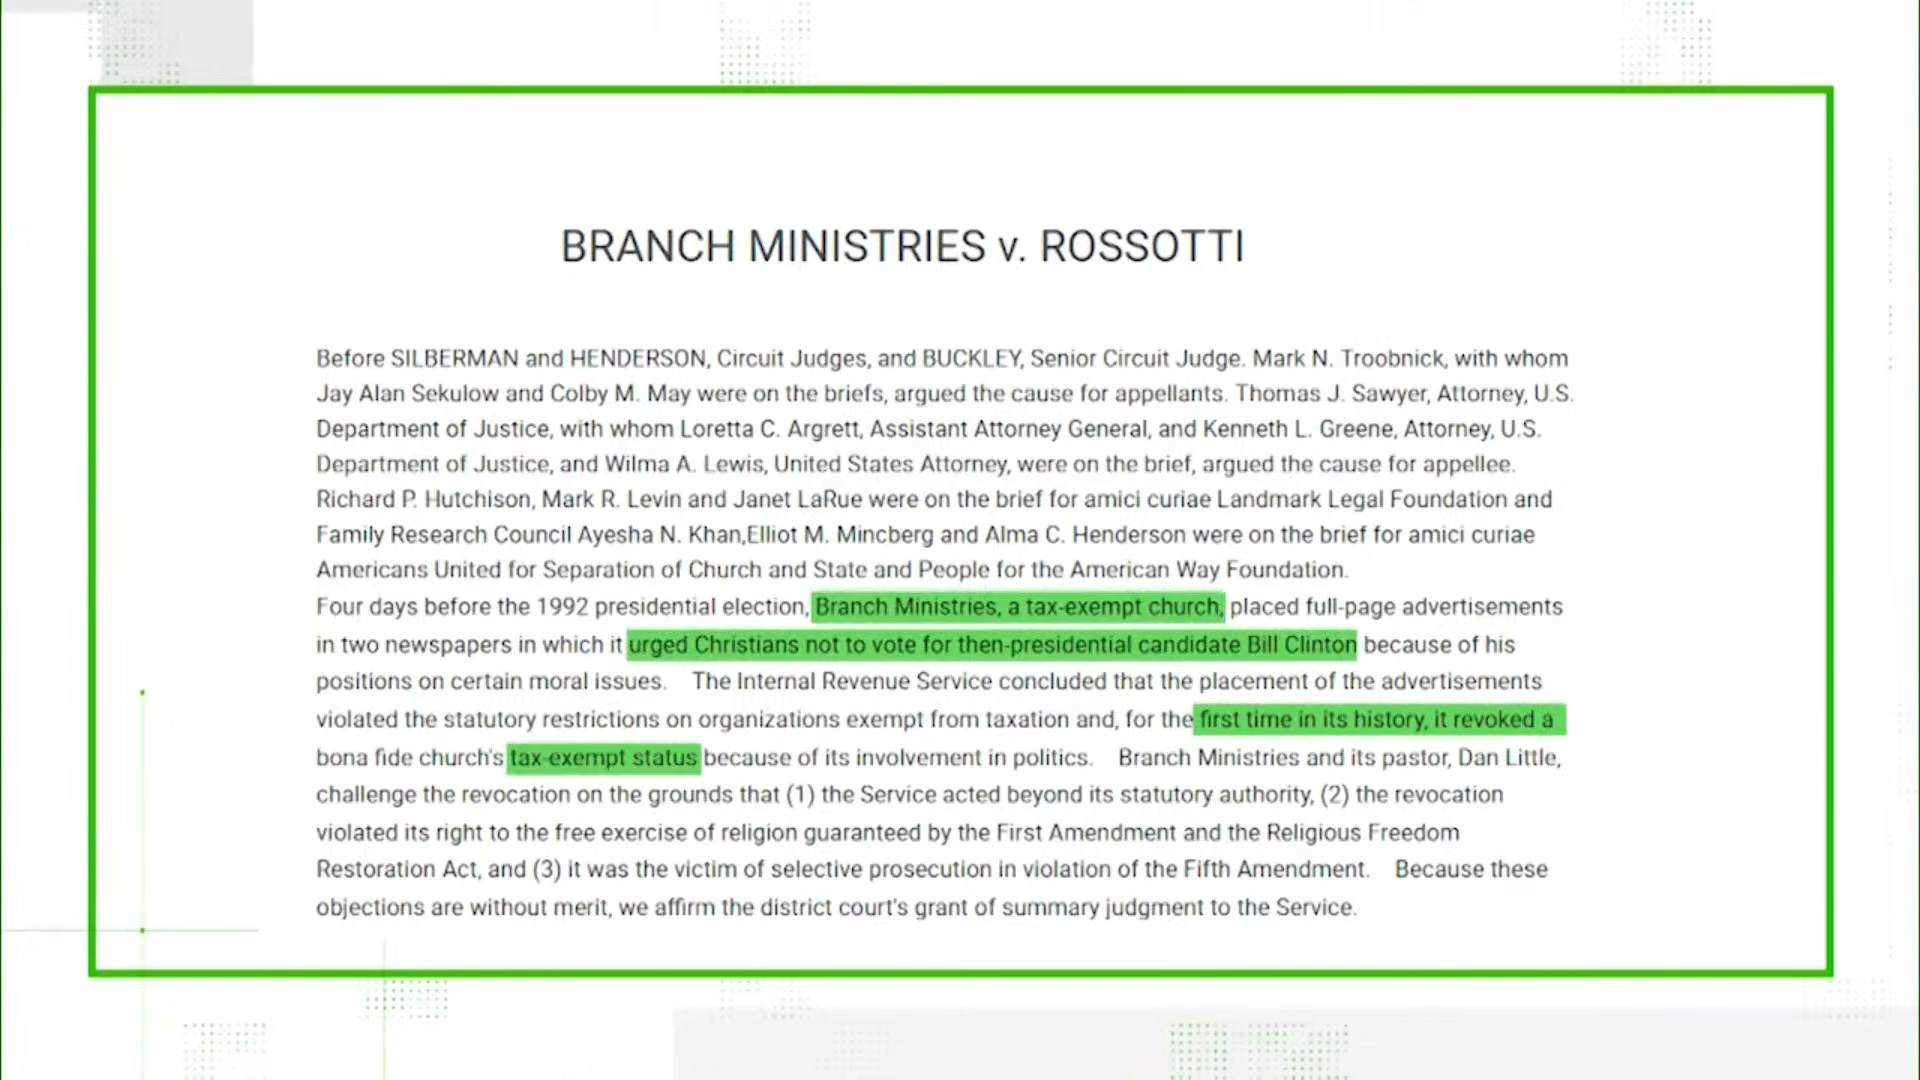 BRANCH MINISTRIES v. ROSSOTTI
Before SILBERMAN and HENDERSON, Circuit Judges, and BUCKLEY, Senior Circuit Judge. Mark N. Troobnick, with whom
Jay Alan Sekulow and Colby M. May were on the briefs, argued the cause for appellants. Thomas J. Sawyer, Attorney, U.S.
Department of Justice, with whom Loretta C. Argrett, Assistant Attorney General, and Kenneth L. Greene, Attorney, U.S.
Department of Justice, and Wilma A. Lewis, United States Attorney, were on the brief, argued the cause for appellee.
Richard P. Hutchison, Mark R. Levin and Janet LaRue were on the brief for amici curiae Landmark Legal Foundation and
Family Research Council Ayesha N. Khan,Elliot M. Mincberg and Alma C. Henderson were on the brief for amici curiae
Americans United for Separation of Church and State and People for the American Way Foundation.
Four days before the 1992 presidential election, Branch Ministries, a tax-exempt church, placed full-page advertisements
in two newspapers in which it urged Christians not to vote for then-presidential candidate Bill Clinton because of his
positions on certain moral issues. The Internal Revenue Service concluded that the placement of the advertisements
violated the statutory restrictions on organizations exempt from taxation and, for the first time in its history, it revoked a
bona fide church's tax-exempt status because of its involvement in politics. Branch Ministries and its pastor, Dan Little,
challenge the revocation on the grounds that (1) the Service acted beyond its statutory authority, (2) the revocation
violated its right to the free exercise of religion guaranteed by the First Amendment and the Religious Freedom
Restoration Act, and (3) it was the victim of selective prosecution in violation of the Fifth Amendment. Because these
objections are without merit, we affirm the district court's grant of summary judgment to the Service.